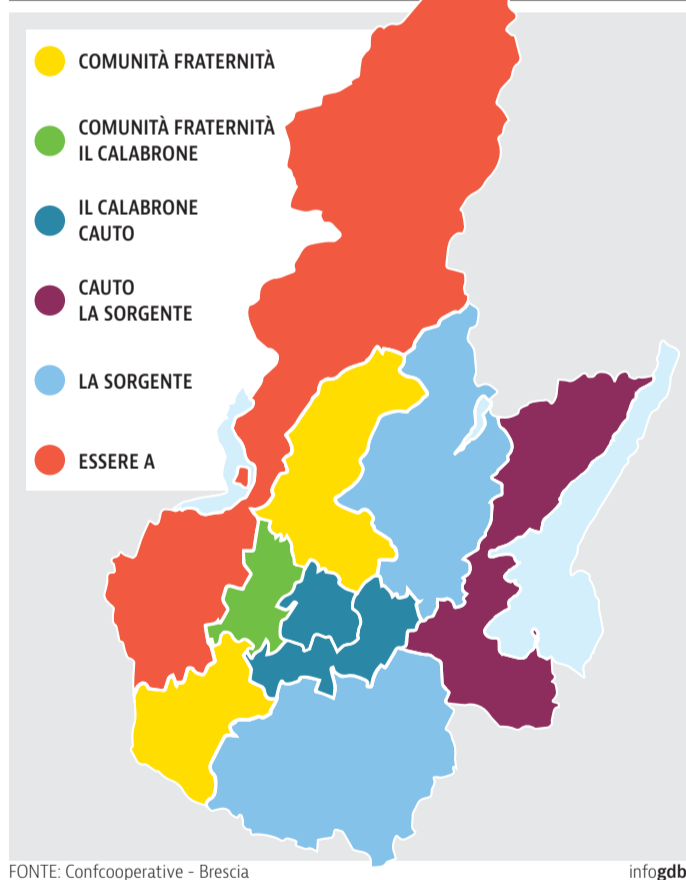 COMUNITÀ FRATERNITÀ
COMUNITÀ FRATERNITÀ
IL CALABRONE
IL CALABRONE
CAUTO
CAUTO
LA SORGENTE
LA SORGENTE
ESSERE A
FONTE: Confcooperative - Brescia
infogdb